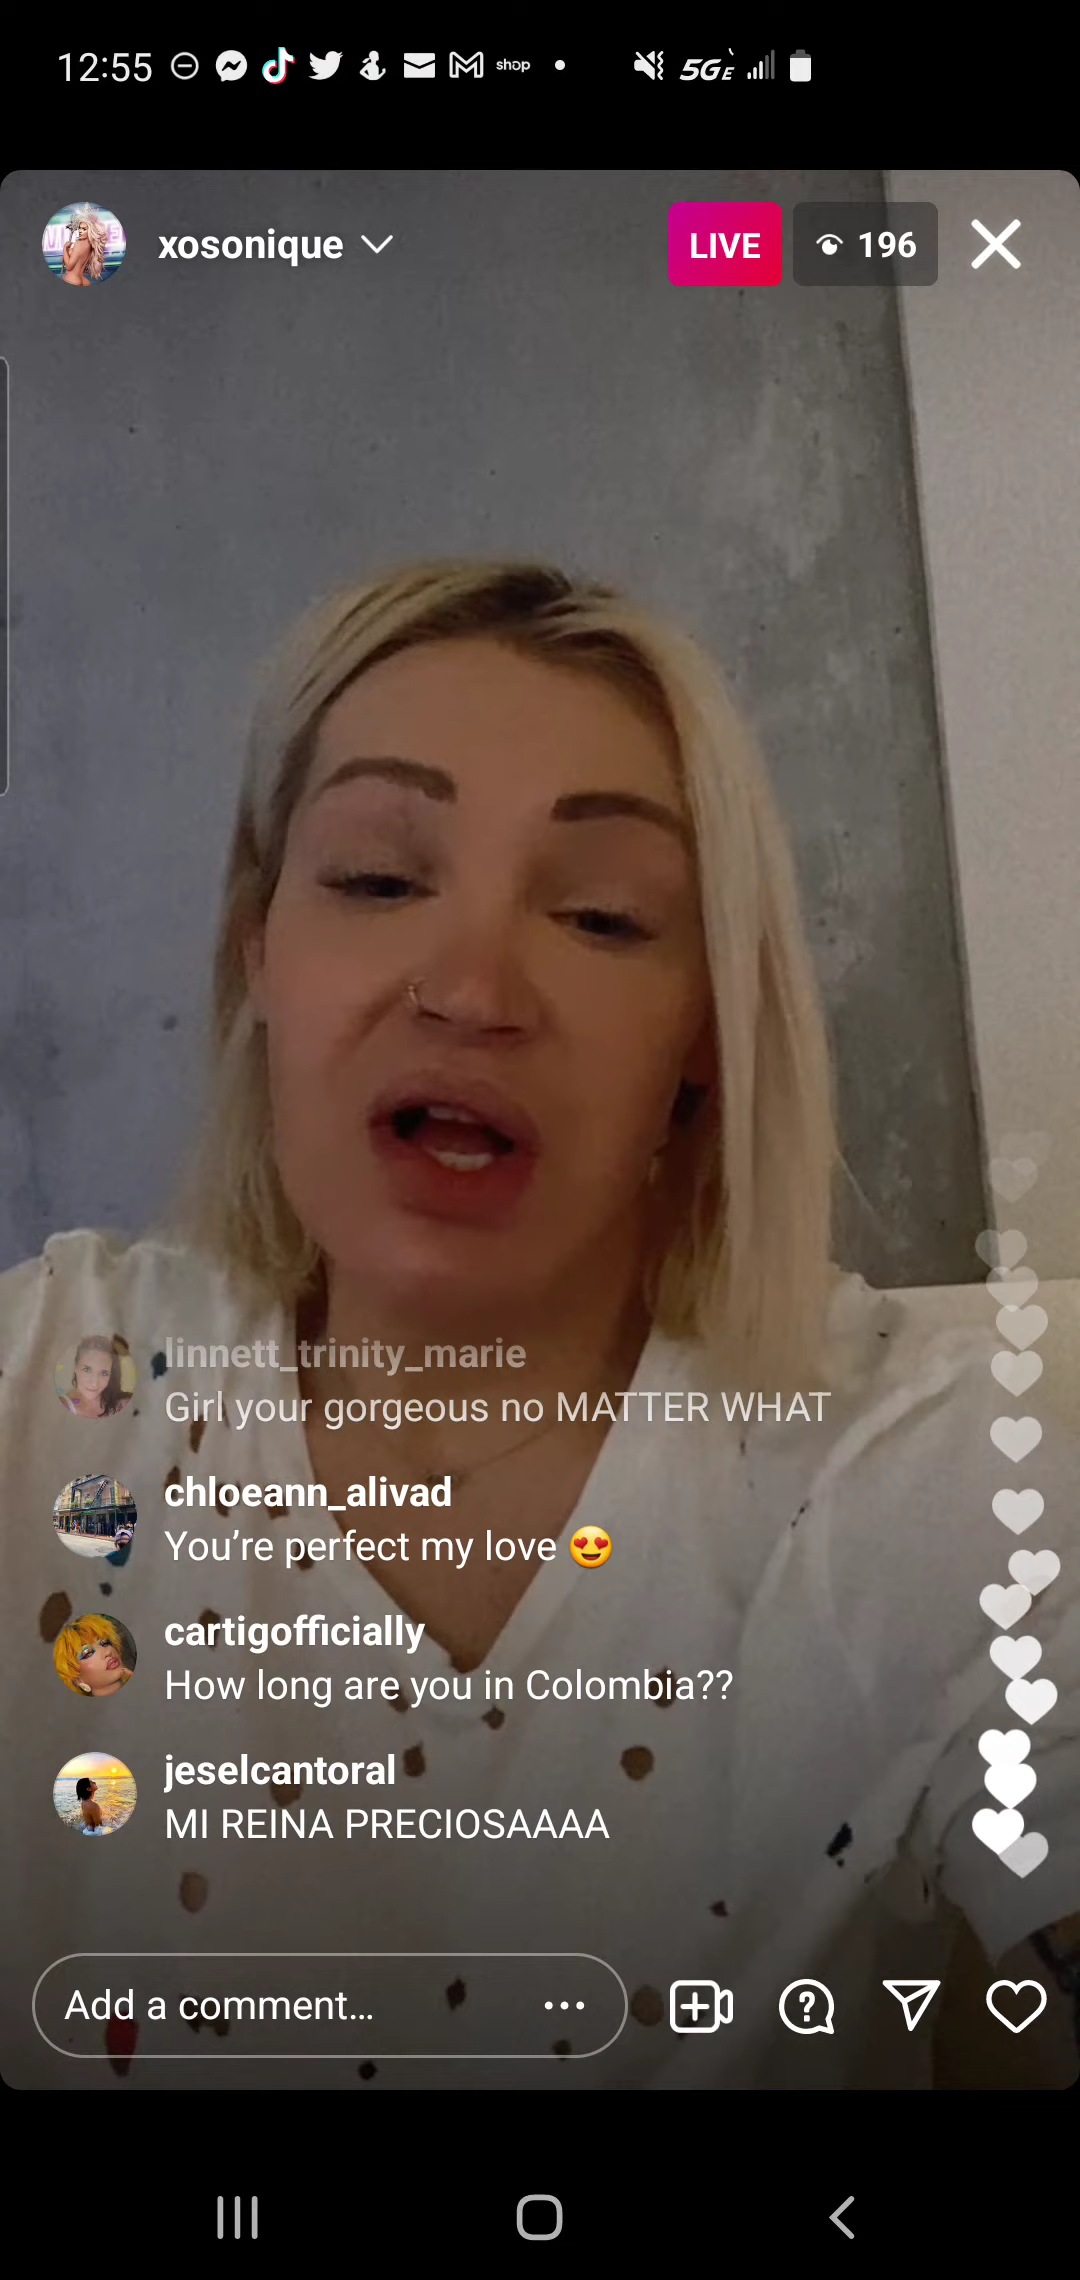 12:55 shop 5GE
xosonique LIVE 196
linnett_trinity_marie
Girl your gorgeous no MATTER WHAT
chloeann_alivad
You’re perfect my love 😍
cartigofficially
How long are you in Colombia??
jeselcantoral
MI REINA PRECIOSAAAA
Add a comment...